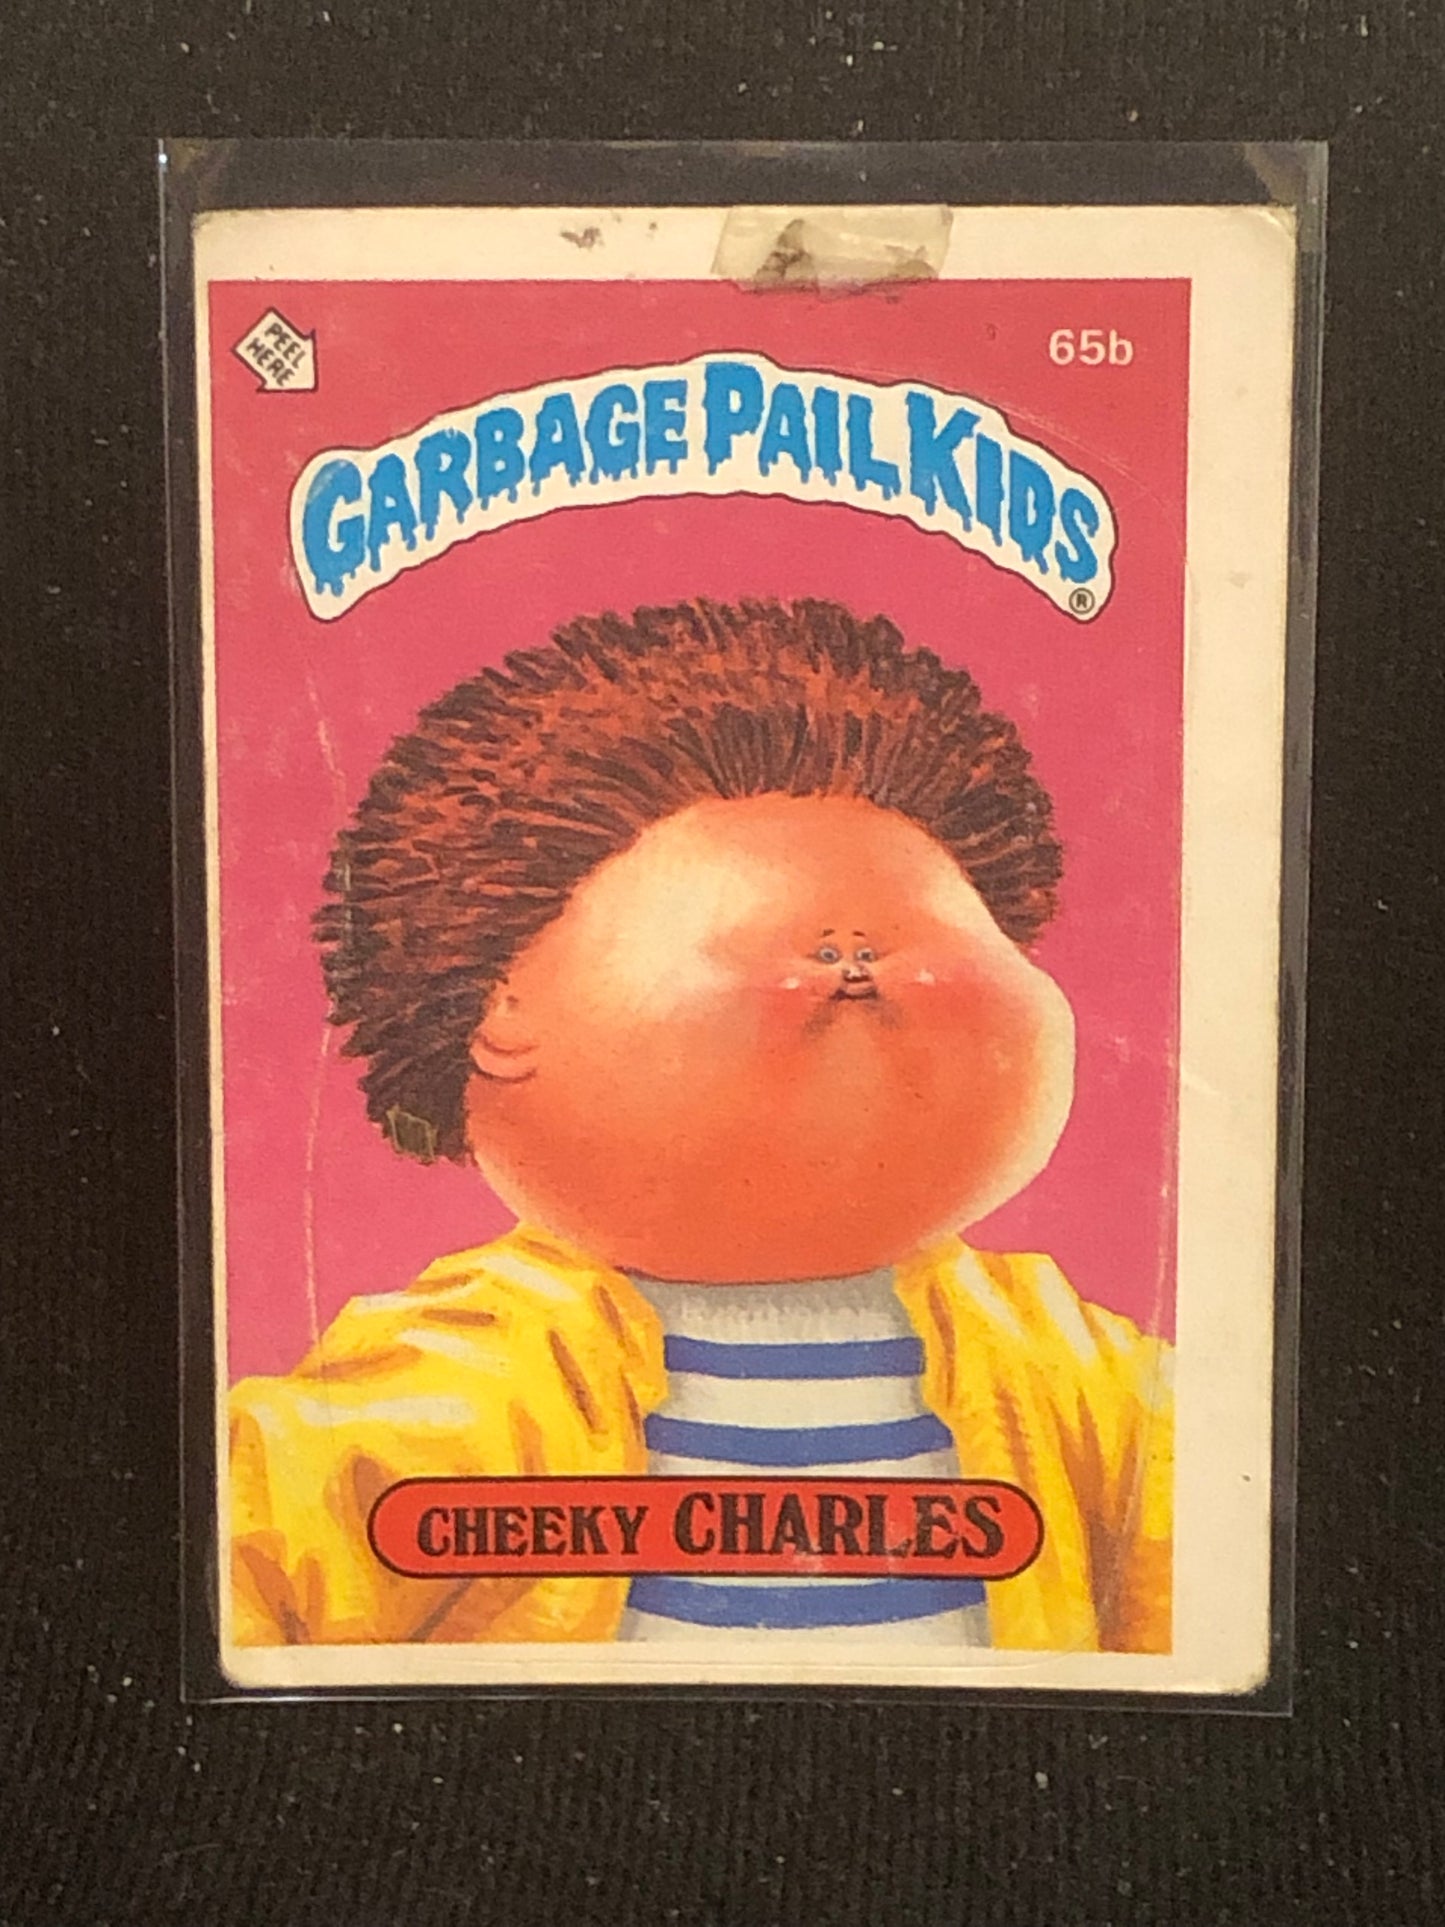 PEEL
HERE
65b
GARBAGE PAIL KIDS
®
CHEEKY CHARLES